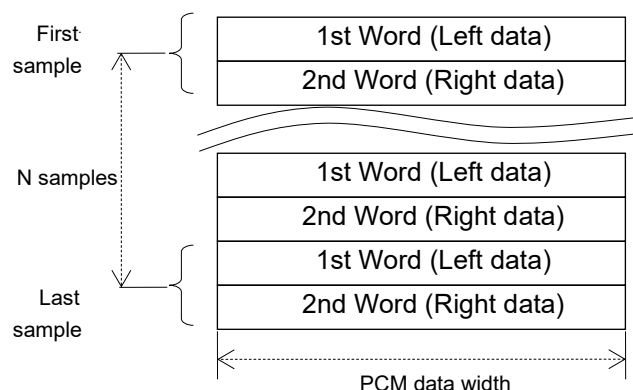 First
sample
1st Word (Left data)
2nd Word (Right data)
N samples
1st Word (Left data)
2nd Word (Right data)
1st Word (Left data)
2nd Word (Right data)
Last
sample
PCM data width